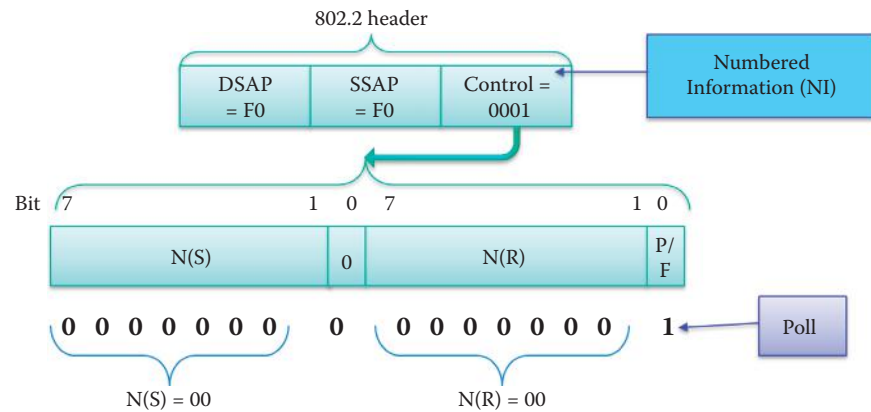 802.2 header
DSAP
= F0
SSAP
= F0
Control =
0001
Numbered
Information (NI)
Bit 7 1 0 7 1 0
N(S) 0 N(R) P/
F
0 0 0 0 0 0 0 0 0 0 0 0 0 0 0 1
Poll
N(S) = 00 N(R) = 00